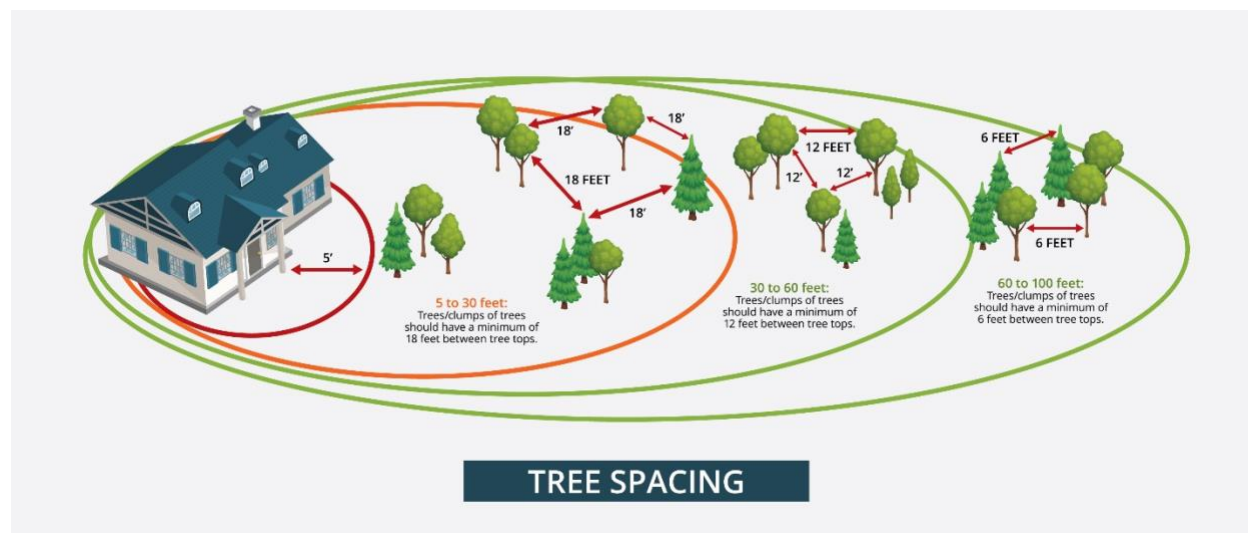 18'
18'
18 FEET
18'
5'
12 FEET
12'
12'
6 FEET
6 FEET
5 to 30 feet:
Trees/clumps of trees
should have a minimum of
18 feet between tree tops.
30 to 60 feet:
Trees/clumps of trees
should have a minimum of
12 feet between tree tops.
60 to 100 feet:
Trees/clumps of trees
should have a minimum of
6 feet between tree tops.
TREE SPACING